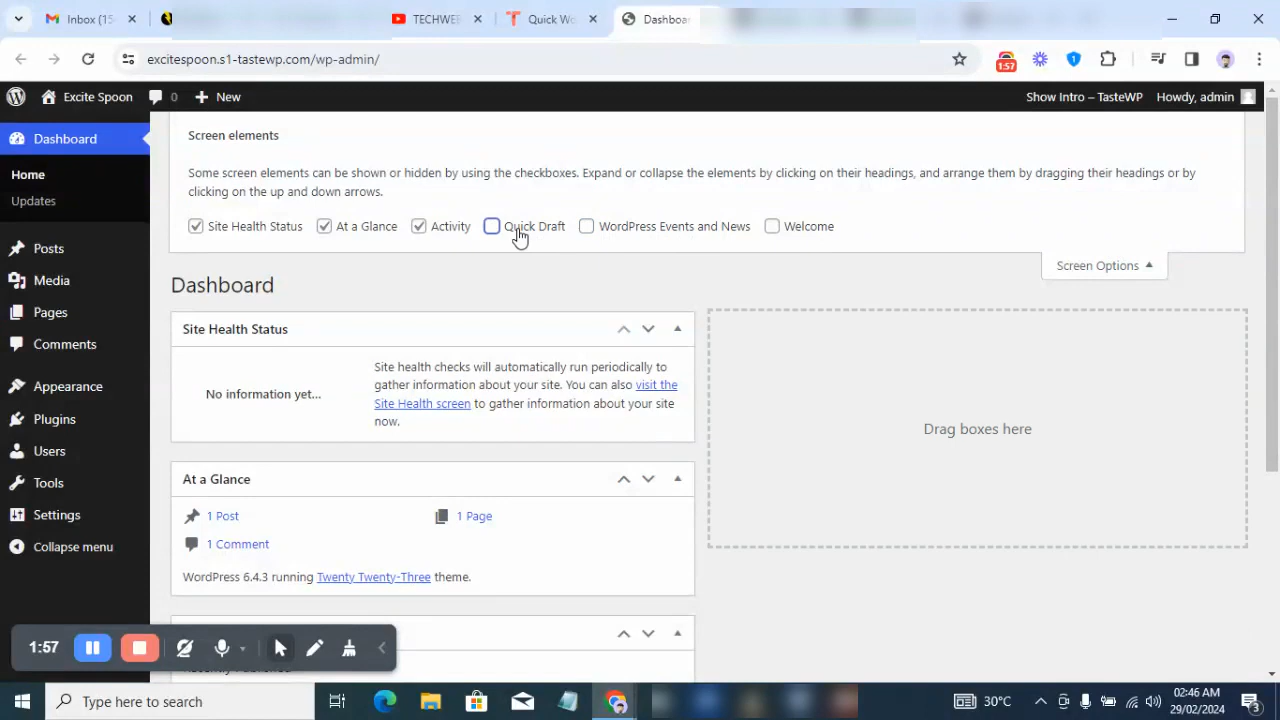 Inbox (15
TECHWEB
Quick Wo
Dashboa
excitespoon.s1-tastewp.com/wp-admin/
1:57
Excite Spoon
0
New
Show Intro – TasteWP
Howdy, admin
Dashboard
Home
Updates
Posts
Media
Pages
Comments
Appearance
Plugins
Users
Tools
Settings
Collapse menu
Screen elements
Some screen elements can be shown or hidden by using the checkboxes. Expand or collapse the elements by clicking on their headings, and arrange them by dragging their headings or by
clicking on the up and down arrows.
Site Health Status
At a Glance
Activity
Quick Draft
WordPress Events and News
Welcome
Screen Options
Dashboard
Site Health Status
No information yet...
Site health checks will automatically run periodically to
gather information about your site. You can also visit the
Site Health screen to gather information about your site
now.
At a Glance
1 Post
1 Page
1 Comment
WordPress 6.4.3 running Twenty Twenty-Three theme.
Drag boxes here
1:57
Type here to search
30°C
02:46 AM
29/02/2024
3